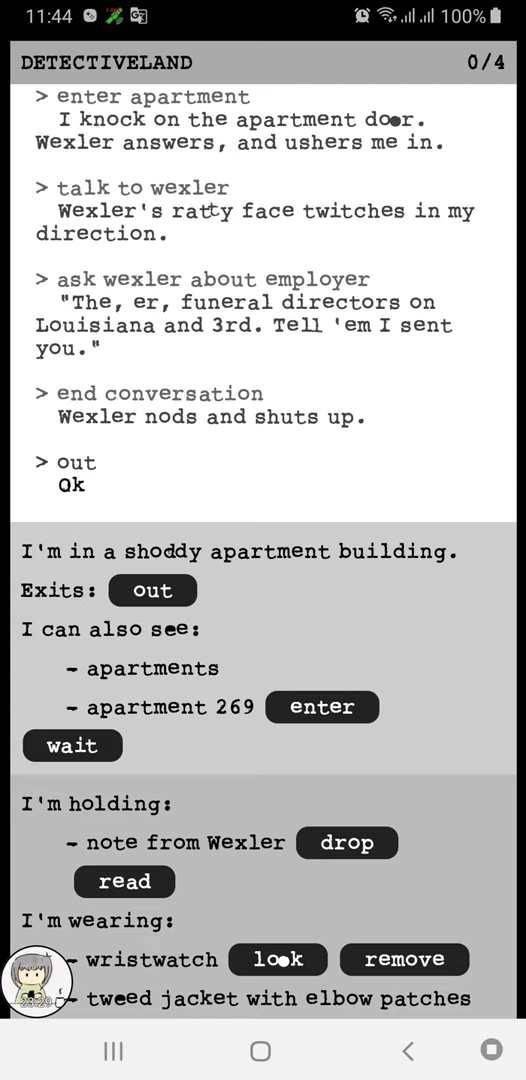 11:44 100%
DETECTIVELAND 0/4
> enter apartment
I knock on the apartment door.
Wexler answers, and ushers me in.
> talk to wexler
Wexler's ratty face twitches in my
direction.
> ask wexler about employer
"The, er, funeral directors on
Louisiana and 3rd. Tell 'em I sent
you."
> end conversation
Wexler nods and shuts up.
> out
Ok
I'm in a shoddy apartment building.
Exits: out
I can also see:
- apartments
- apartment 269 enter
wait
I'm holding:
- note from Wexler drop
read
I'm wearing:
- wristwatch look remove
- tweed jacket with elbow patches